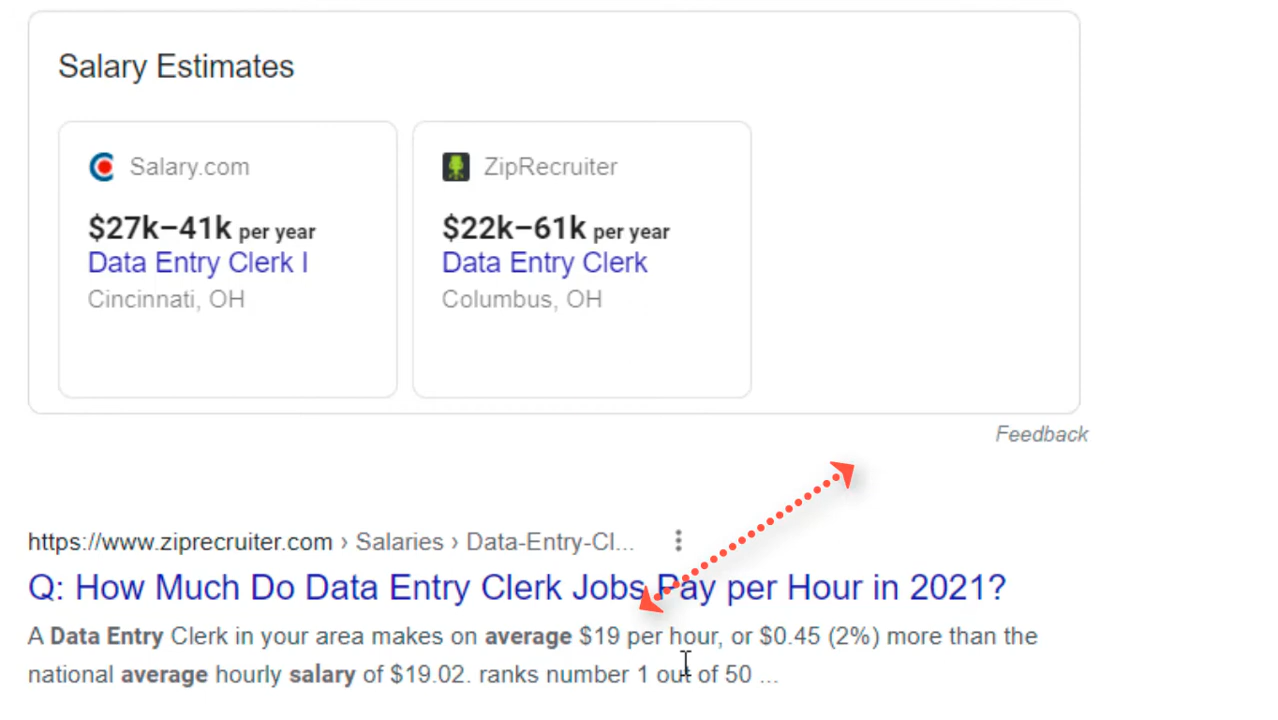 Salary Estimates
Salary.com
$27k–41k per year
Data Entry Clerk I
Cincinnati, OH
ZipRecruiter
$22k–61k per year
Data Entry Clerk
Columbus, OH
Feedback
https://www.ziprecruiter.com › Salaries › Data-Entry-Cl...
Q: How Much Do Data Entry Clerk Jobs Pay per Hour in 2021?
A Data Entry Clerk in your area makes on average $19 per hour, or $0.45 (2%) more than the
national average hourly salary of $19.02. ranks number 1 out of 50 ...